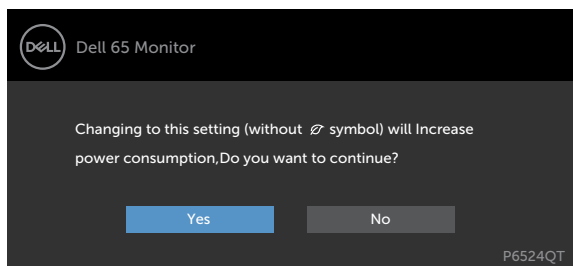 DELL Dell 65 Monitor
Changing to this setting (without symbol) will Increase
power consumption,Do you want to continue?
Yes No
P6524QT